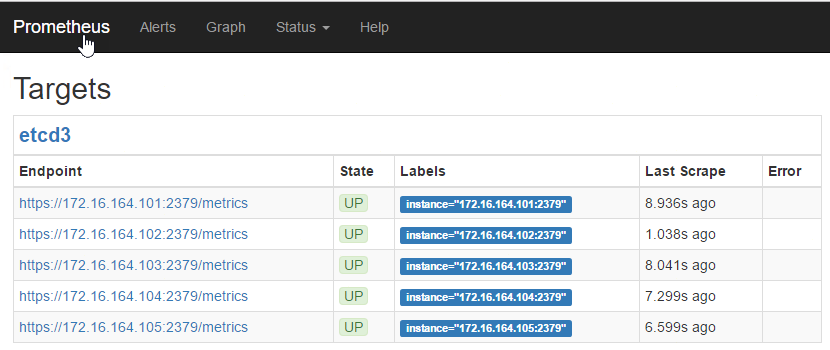 Prometheus Alerts Graph Status Help
Targets
etcd3
Endpoint State Labels Last Scrape Error
https://172.16.164.101:2379/metrics UP instance="172.16.164.101:2379" 8.936s ago
https://172.16.164.102:2379/metrics UP instance="172.16.164.102:2379" 1.038s ago
https://172.16.164.103:2379/metrics UP instance="172.16.164.103:2379" 8.041s ago
https://172.16.164.104:2379/metrics UP instance="172.16.164.104:2379" 7.299s ago
https://172.16.164.105:2379/metrics UP instance="172.16.164.105:2379" 6.599s ago